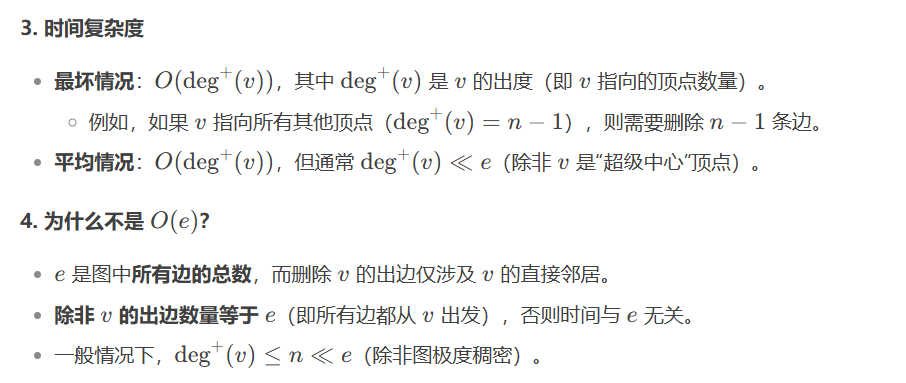 3. 时间复杂度
• 最坏情况：O(deg⁺(v))，其中 deg⁺(v) 是 v 的出度（即 v 指向的顶点数量）。
◦ 例如，如果 v 指向所有其他顶点（deg⁺(v) = n − 1），则需要删除 n − 1 条边。
• 平均情况：O(deg⁺(v))，但通常 deg⁺(v) ≪ e（除非 v 是“超级中心”顶点）。
4. 为什么不是 O(e)？
• e 是图中所有边的总数，而删除 v 的出边仅涉及 v 的直接邻居。
• 除非 v 的出边数量等于 e（即所有边都从 v 出发），否则时间与 e 无关。
• 一般情况下，deg⁺(v) ≤ n ≪ e（除非图极度稠密）。